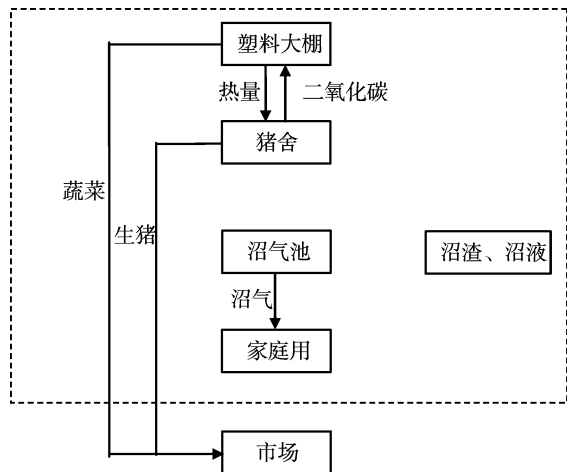 塑料大棚
热量
二氧化碳
猪舍
蔬菜
生猪
沼气池
沼渣、沼液
沼气
家庭用
市场